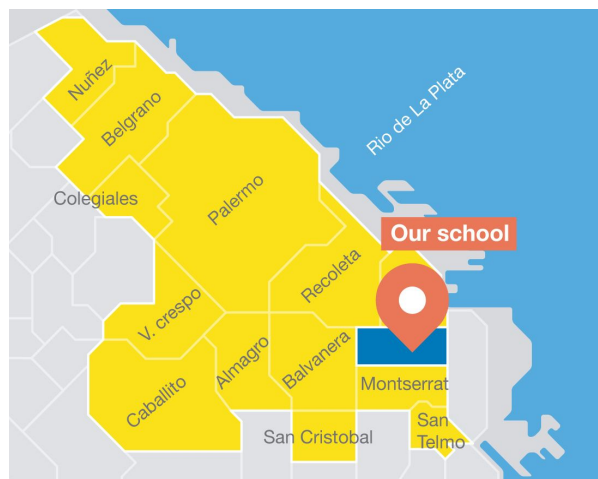 Nuñez
Belgrano
Rio de La Plata
Colegiales
Palermo
Our school
Recoleta
V. crespo
Almagro
Balvanera
Caballito
Montserrat
San Cristobal
San
Telmo